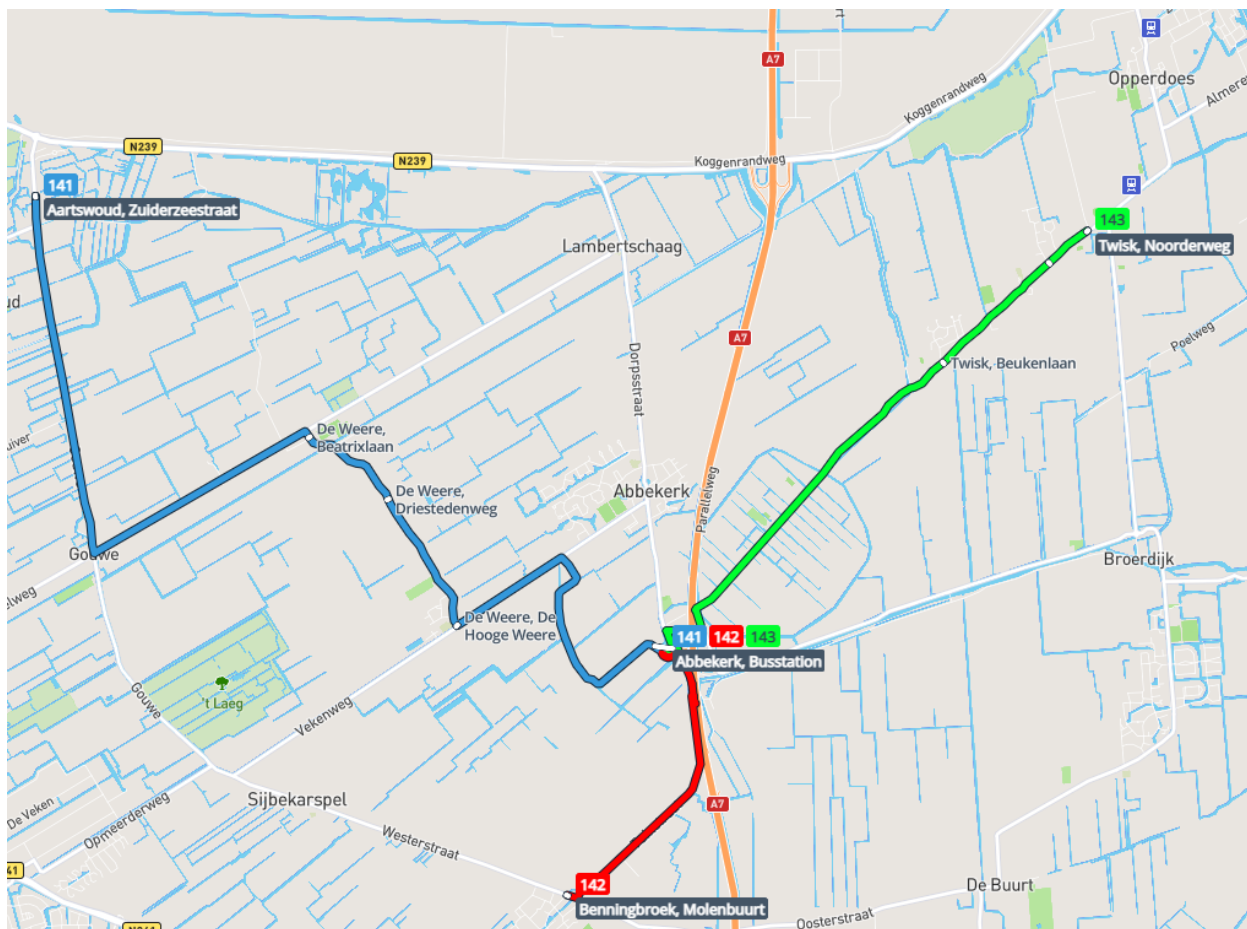 A7
Opperdoes
Koggenrandweg
N239
N239
Koggenrandweg
141
Aartswoud, Zuiderzeestraat
143
Twisk, Noorderweg
Lambertschaag
A7
Dorpsstraat
Poelweg
Twisk, Beukenlaan
De Weere,
Beatrixlaan
De Weere,
Driestedenweg
Abbekerk
Parallelweg
Gouwe
Broerdijk
De Weere, De
Hooge Weere
141
142
143
Abbekerk, Busstation
Gouwe
't Laeg
Vekenweg
Sijbekarspel
A7
De Veken
Opmeerderweg
Westerstraat
142
Benningbroek, Molenbuurt
De Buurt
Oosterstraat